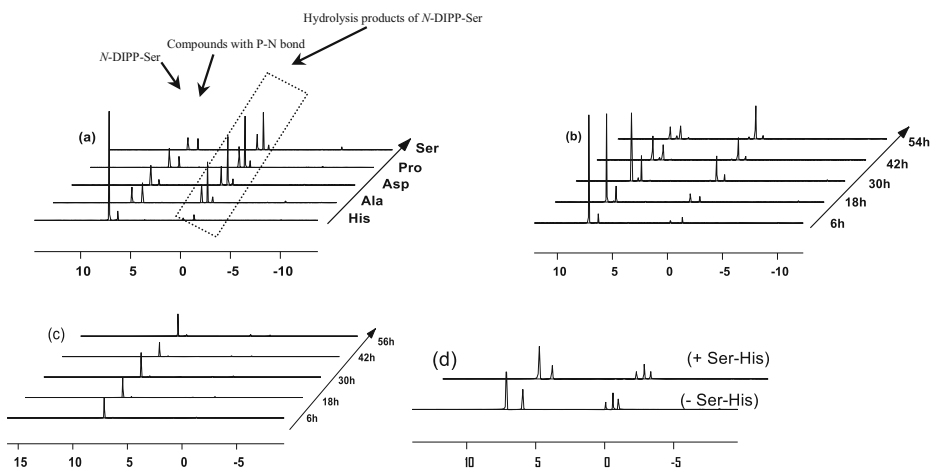 Hydrolysis products of N-DIPP-Ser
Compounds with P-N bond
N-DIPP-Ser
(a)
Ser
Pro
Asp
Ala
His
10 5 0 -5 -10
(b)
54h
42h
30h
18h
6h
10 5 0 -5 -10
(c)
56h
42h
30h
18h
6h
15 10 5 0 -5
(d)
(+ Ser-His)
(- Ser-His)
10 5 0 -5